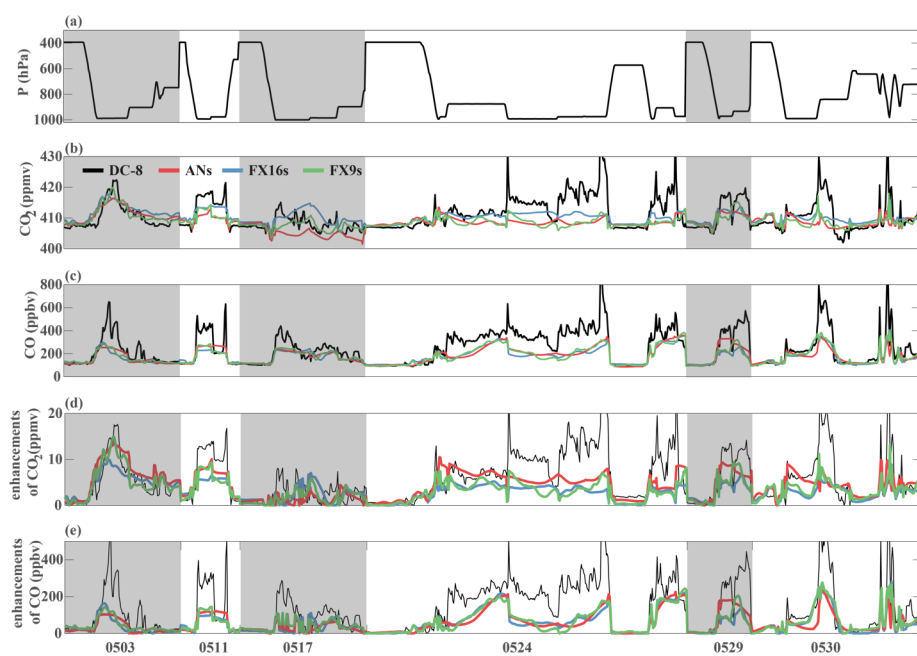 (a)
P (hPa)
400
600
800
1000
(b)
CO2 (ppmv)
430
420
410
400
DC-8 ANs FX16s FX9s
(c)
CO (ppbv)
800
600
400
200
0
(d)
enhancements
of CO2(ppmv)
20
10
5
0
(e)
enhancements
of CO (ppbv)
400
200
0
0503 0511 0517 0524 0529 0530